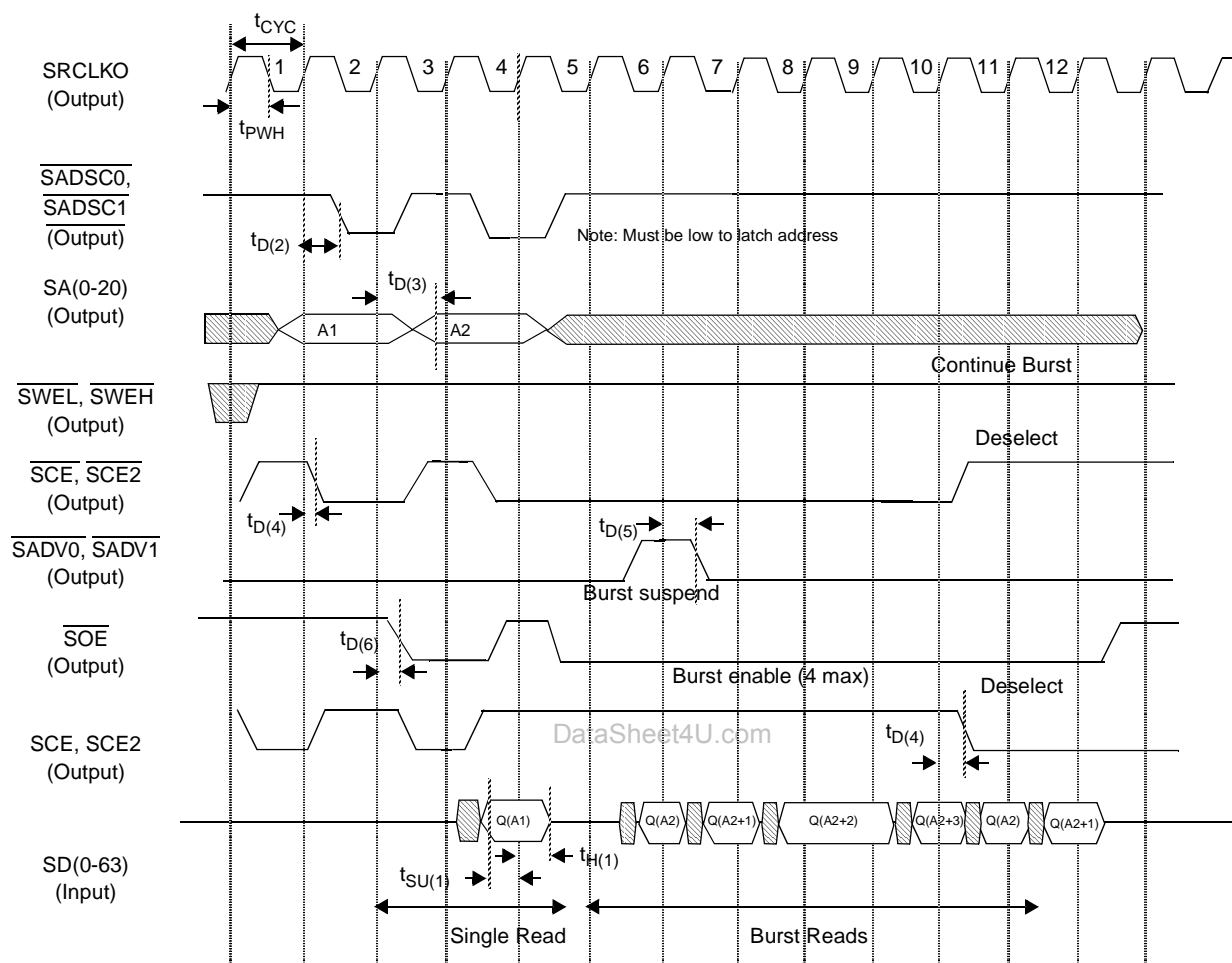 tCYC
SRCLKO
(Output)
1 2 3 4 5 6 7 8 9 10 11 12
tPWH
SADSC0,
SADSC1
(Output)
tD(2)
Note: Must be low to latch address
SA(0-20)
(Output)
tD(3)
A1 A2
Continue Burst
SWEL, SWEH
(Output)
Deselect
SCE, SCE2
(Output)
tD(4)
tD(5)
SADV0, SADV1
(Output)
Burst suspend
SOE
(Output)
tD(6)
Burst enable (4 max)
Deselect
SCE, SCE2
(Output)
DataSheet4U.com
tD(4)
Q(A1) Q(A2) Q(A2+1) Q(A2+2) Q(A2+3) Q(A2) Q(A2+1)
SD(0-63)
(Input)
tH(1)
tSU(1)
Single Read
Burst Reads